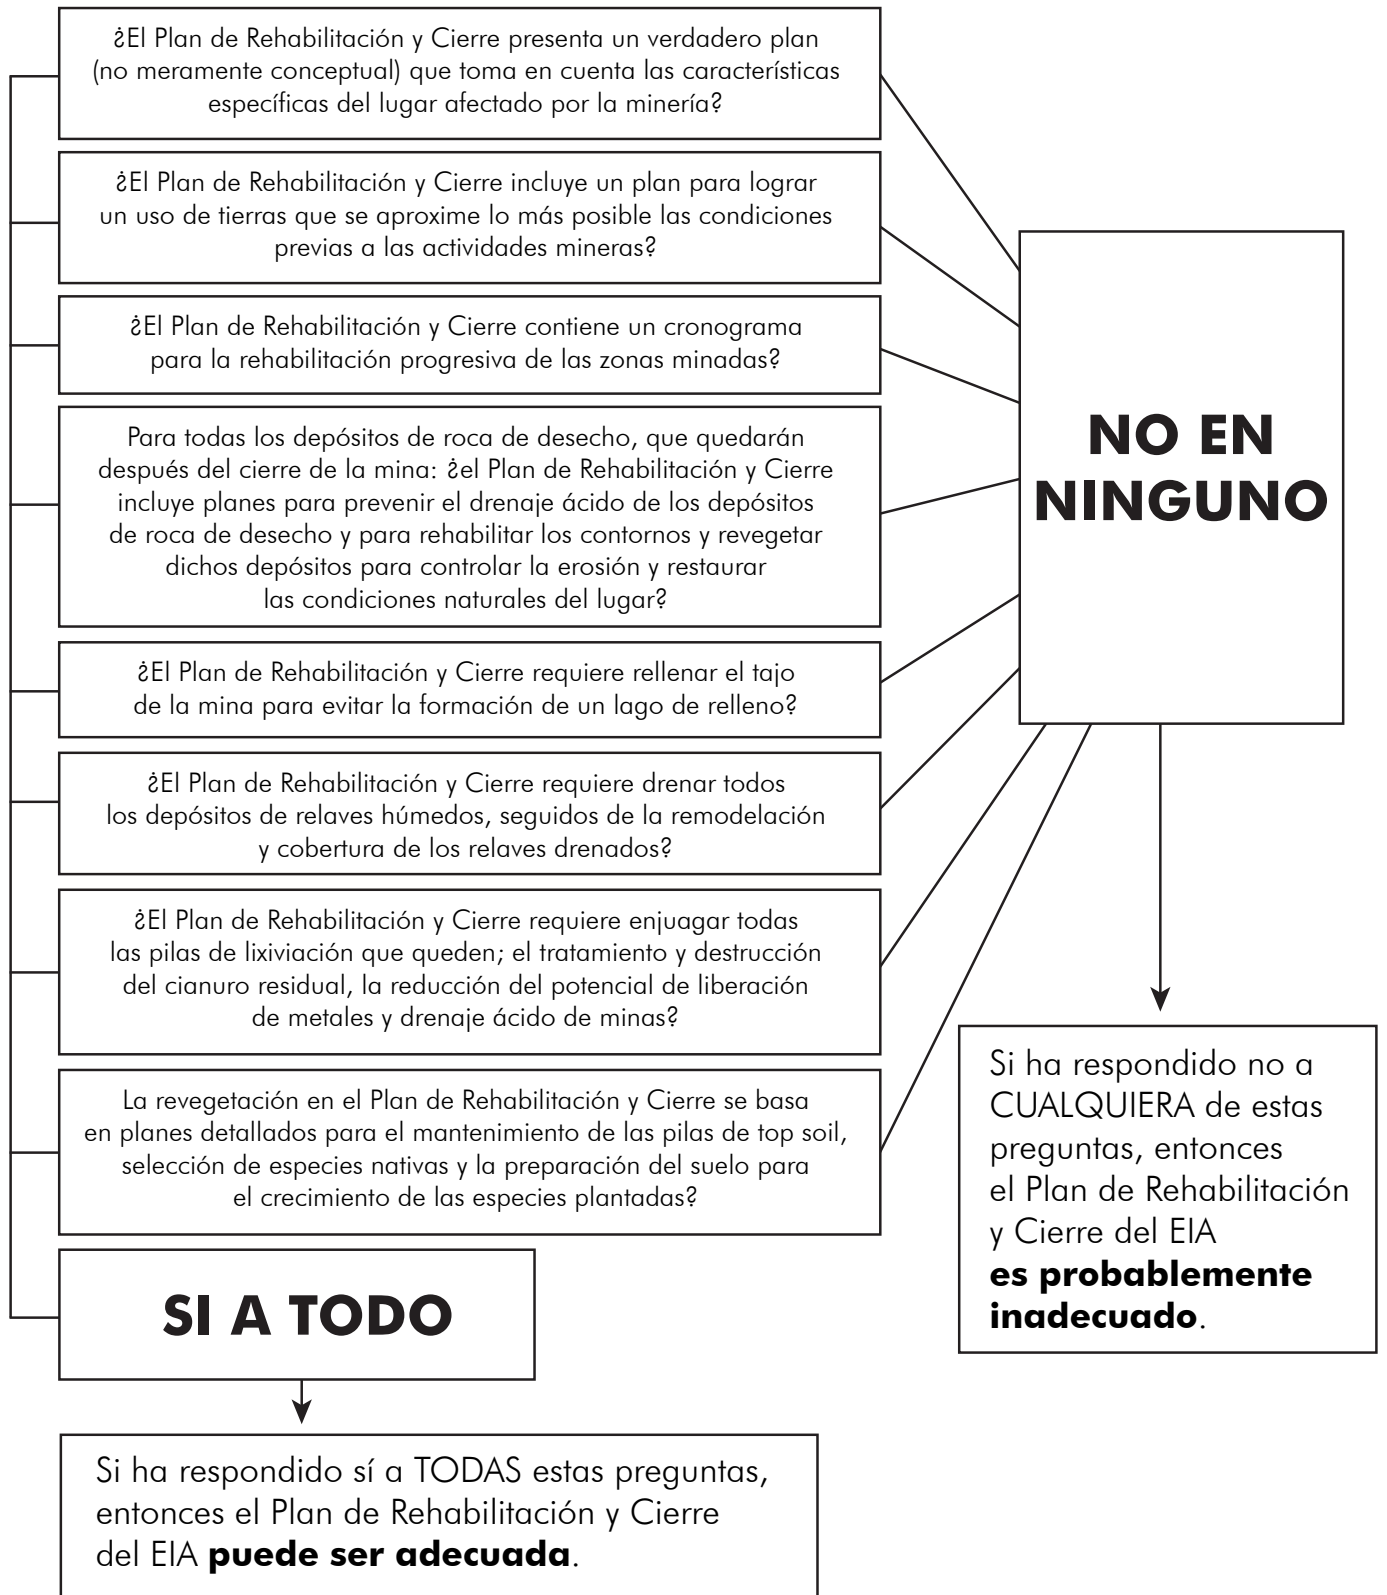 ¿El Plan de Rehabilitación y Cierre presenta un verdadero plan
(no meramente conceptual) que toma en cuenta las características
específicas del lugar afectado por la minería?
¿El Plan de Rehabilitación y Cierre incluye un plan para lograr
un uso de tierras que se aproxime lo más posible las condiciones
previas a las actividades mineras?
¿El Plan de Rehabilitación y Cierre contiene un cronograma
para la rehabilitación progresiva de las zonas minadas?
Para todas los depósitos de roca de desecho, que quedarán
después del cierre de la mina: ¿el Plan de Rehabilitación y Cierre
incluye planes para prevenir el drenaje ácido de los depósitos
de roca de desecho y para rehabilitar los contornos y revegetar
dichos depósitos para controlar la erosión y restaurar
las condiciones naturales del lugar?
¿El Plan de Rehabilitación y Cierre requiere rellenar el tajo
de la mina para evitar la formación de un lago de relleno?
¿El Plan de Rehabilitación y Cierre requiere drenar todos
los depósitos de relaves húmedos, seguidos de la remodelación
y cobertura de los relaves drenados?
¿El Plan de Rehabilitación y Cierre requiere enjuagar todas
las pilas de lixiviación que queden; el tratamiento y destrucción
del cianuro residual, la reducción del potencial de liberación
de metales y drenaje ácido de minas?
La revegetación en el Plan de Rehabilitación y Cierre se basa
en planes detallados para el mantenimiento de las pilas de top soil,
selección de especies nativas y la preparación del suelo para
el crecimiento de las especies plantadas?
NO EN
NINGUNO
Si ha respondido no a
CUALQUIERA de estas
preguntas, entonces
el Plan de Rehabilitación
y Cierre del EIA
es probablemente
inadecuado.
SI A TODO
Si ha respondido sí a TODAS estas preguntas,
entonces el Plan de Rehabilitación y Cierre
del EIA puede ser adecuada.